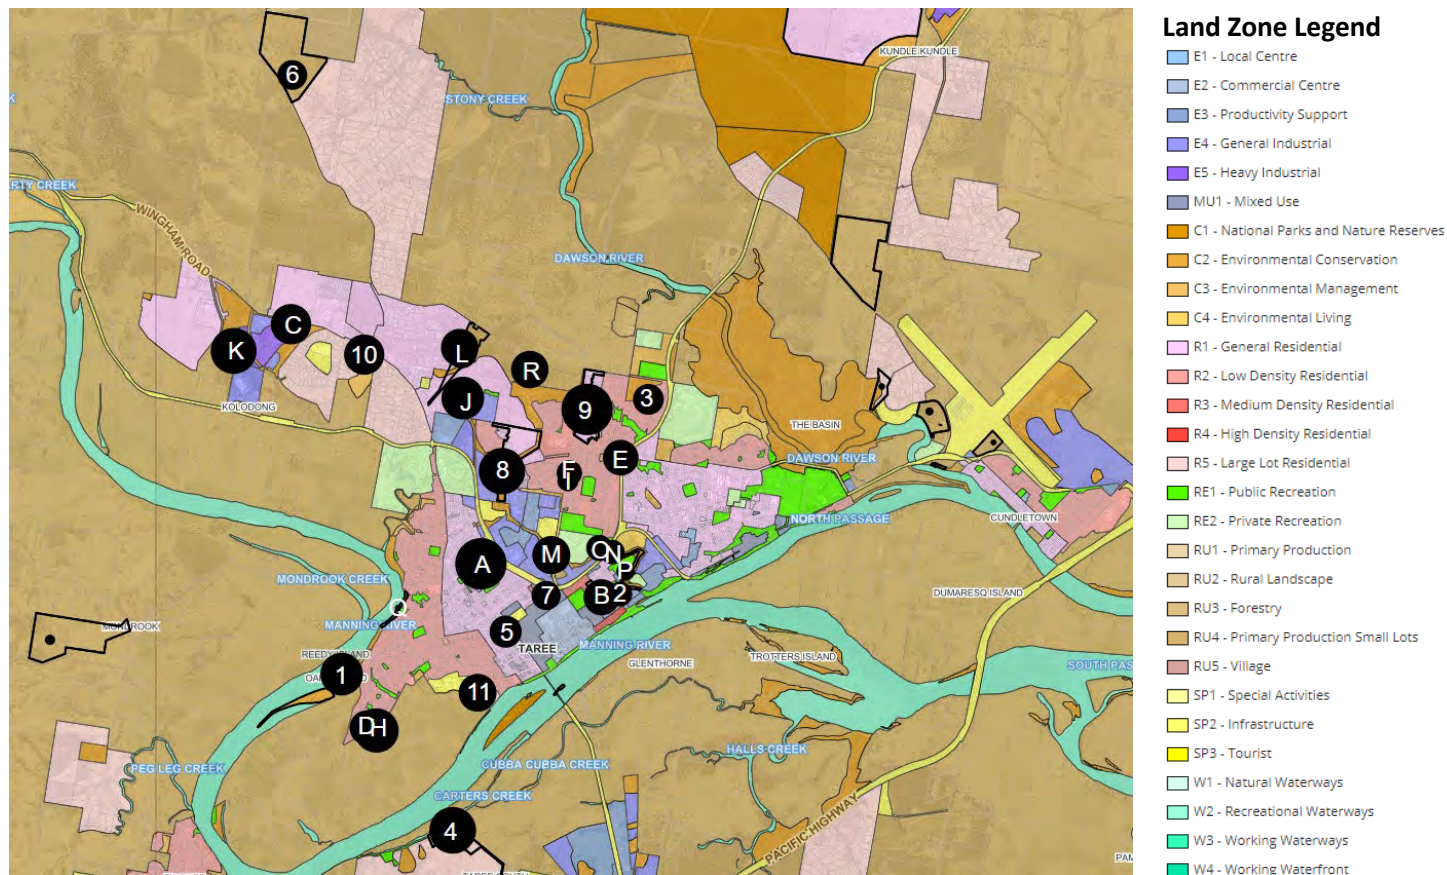 KUNDLE KUNDLE
6
STONY CREEK
ARTY CREEK
WINGHAM ROAD
DAWSON RIVER
C
K
10
L
R
J
9
3
KOLODONG
THE BASIN
E
8
F
I
DAWSON RIVER
NORTH PASSAGE
CUNDLETOWN
M
O
N
A
P
MONDROOK CREEK
7
B
2
DUMARESQ ISLAND
Q
MANNING RIVER
5
TAREE
MANNING RIVER
GLENTHORNE
TROTTERS ISLAND
SOUTH PAS
REEDY ISLAND
1
11
D
H
HALLS CREEK
PEG LEG CREEK
CUBBA CUBBA CREEK
CARTERS CREEK
4
PACIFIC HIGHWAY
PAM
Land Zone Legend
E1 - Local Centre
E2 - Commercial Centre
E3 - Productivity Support
E4 - General Industrial
E5 - Heavy Industrial
MU1 - Mixed Use
C1 - National Parks and Nature Reserves
C2 - Environmental Conservation
C3 - Environmental Management
C4 - Environmental Living
R1 - General Residential
R2 - Low Density Residential
R3 - Medium Density Residential
R4 - High Density Residential
R5 - Large Lot Residential
RE1 - Public Recreation
RE2 - Private Recreation
RU1 - Primary Production
RU2 - Rural Landscape
RU3 - Forestry
RU4 - Primary Production Small Lots
RU5 - Village
SP1 - Special Activities
SP2 - Infrastructure
SP3 - Tourist
W1 - Natural Waterways
W2 - Recreational Waterways
W3 - Working Waterways
W4 - Working Waterfront